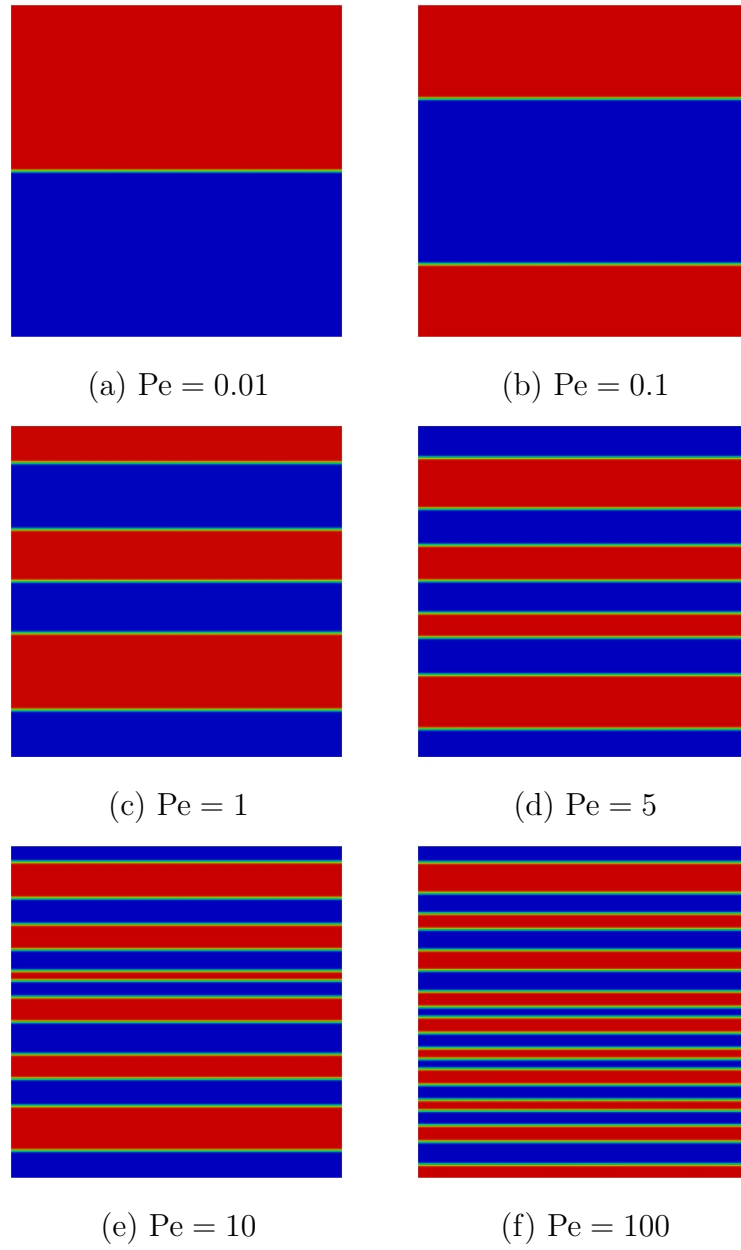 (a) Pe = 0.01
(b) Pe = 0.1
(c) Pe = 1
(d) Pe = 5
(e) Pe = 10
(f) Pe = 100